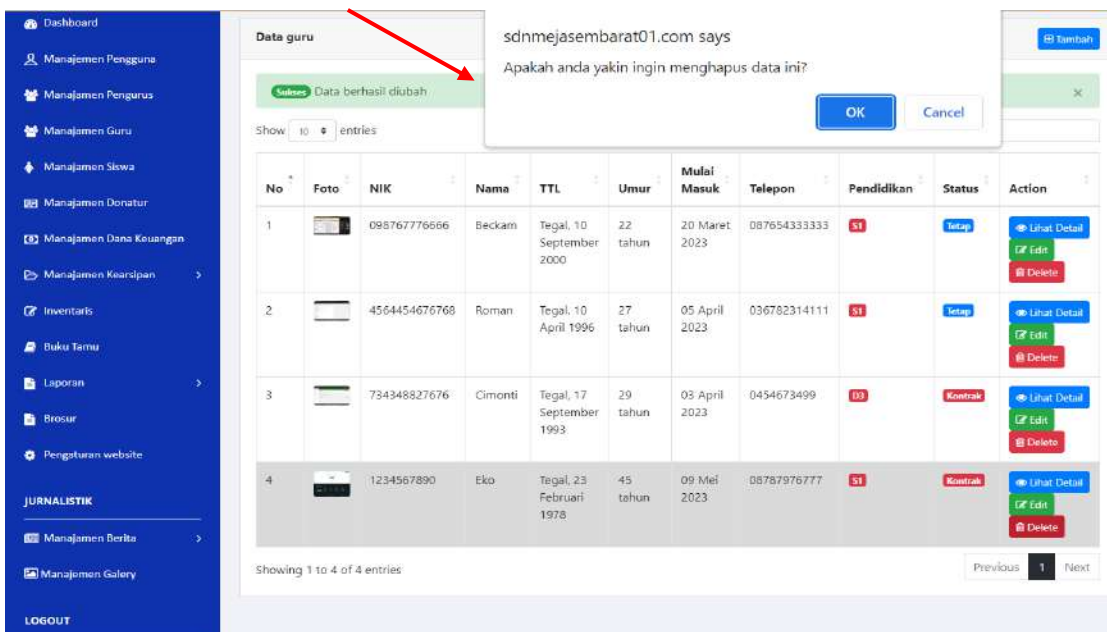 Dashboard
Manajemen Pengguna
Manajamen Pengurus
Manajamen Guru
Manajamen Siswa
Manajamen Donatur
Manajamen Dana Keuangan
Manajamen Kearsipan
Inventaris
Buku Tamu
Laporan
Brosur
Pengaturan website
JURNALISTIK
Manajamen Berita
Manajemen Galery
LOGOUT
Data guru
Tambah
sdnmejasembarat01.com says
Apakah anda yakin ingin menghapus data ini?
OK Cancel
Sukses Data berhasil diubah ×
Show 10 entries
No Foto NIK Nama TTL Umur Mulai Masuk Telepon Pendidikan Status Action
1 098767776666 Beckam Tegal, 10 September 2000 22 tahun 20 Maret 2023 087654333333 S1 Tetap Lihat Detail Edit Delete
2 4564454676768 Roman Tegal, 10 April 1996 27 tahun 05 April 2023 036782314111 S1 Tetap Lihat Detail Edit Delete
3 734348827676 Cimonti Tegal, 17 September 1993 29 tahun 03 April 2023 0454673499 D3 Kontrak Lihat Detail Edit Delete
4 1234567890 Eko Tegal, 23 Februari 1978 45 tahun 09 Mei 2023 08787976777 S1 Kontrak Lihat Detail Edit Delete
Showing 1 to 4 of 4 entries
Previous 1 Next